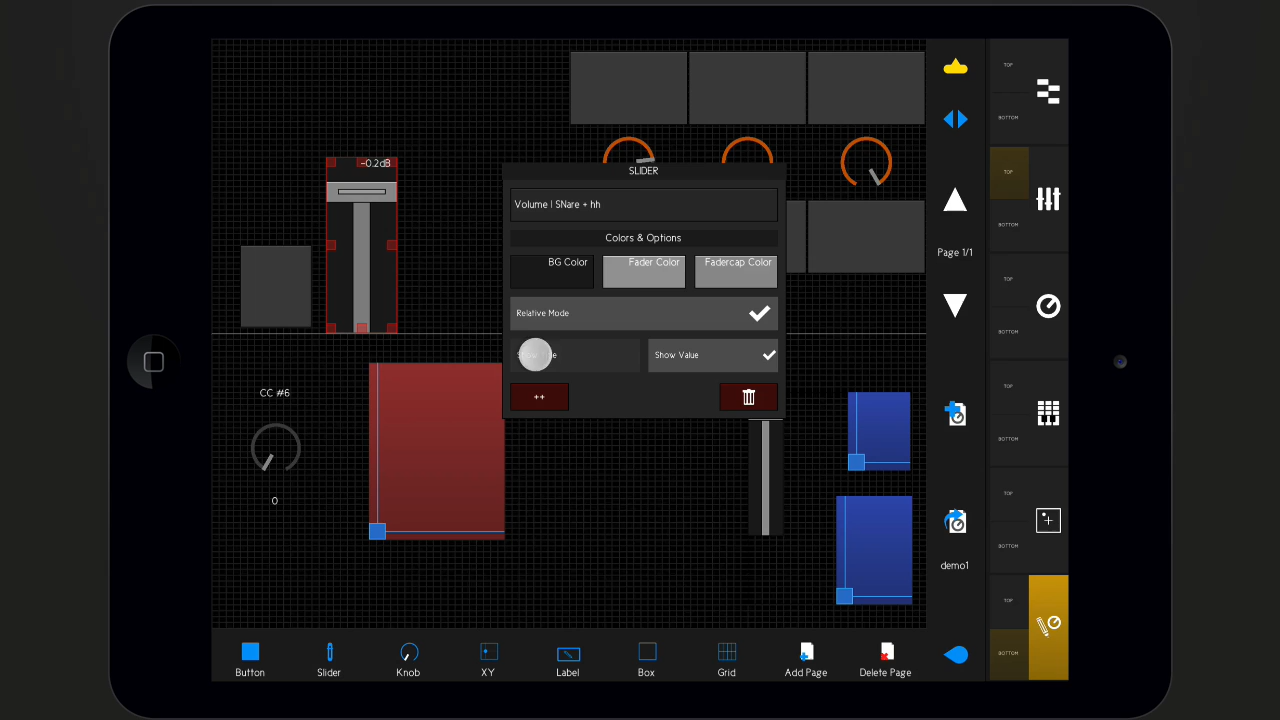 -0.2dB
SLIDER
Volume | SNare + hh
Colors & Options
BG Color
Fader Color
Fadercap Color
Relative Mode
Show Value
++
CC #6
0
Page 1/1
demo1
TOP
BOTTOM
TOP
BOTTOM
TOP
BOTTOM
TOP
BOTTOM
TOP
BOTTOM
TOP
BOTTOM
Button
Slider
Knob
XY
Label
Box
Grid
Add Page
Delete Page